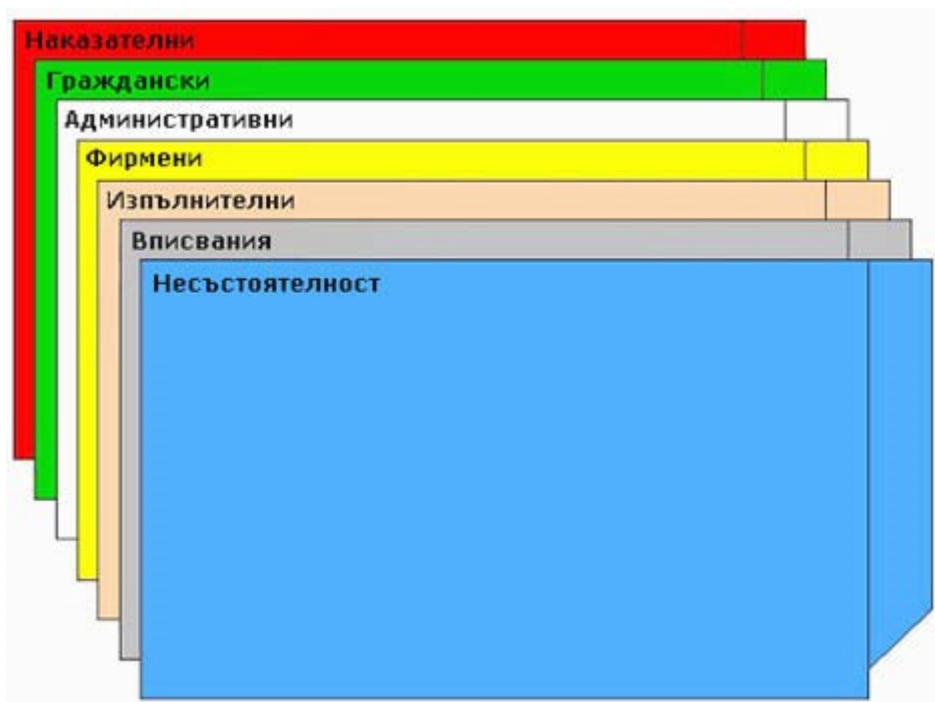 Наказателни
Граждански
Административни
Фирмени
Изпълнителни
Вписвания
Несъстоятелност